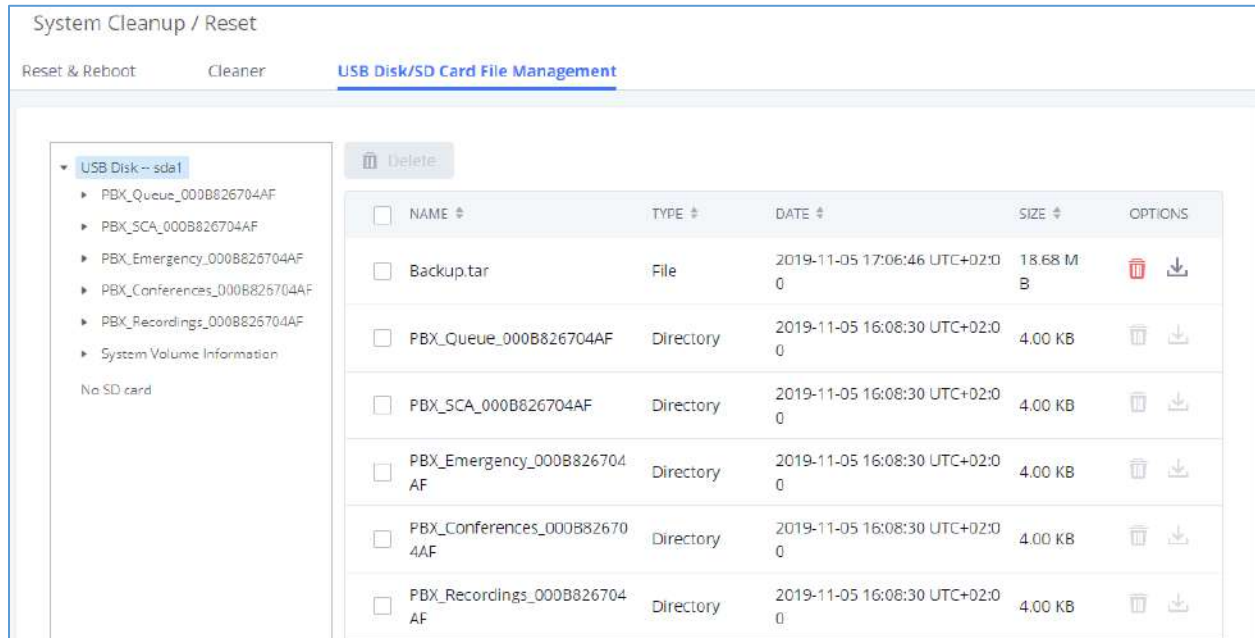 System Cleanup / Reset
Reset & Reboot Cleaner USB Disk/SD Card File Management
USB Disk -- sda1
PBX_Queue_000B826704AF
PBX_SCA_000B826704AF
PBX_Emergency_000B826704AF
PBX_Conferences_000B826704AF
PBX_Recordings_000B826704AF
System Volume Information
No SD card
Delete
NAME TYPE DATE SIZE OPTIONS
Backup.tar File 2019-11-05 17:06:46 UTC+02:0 18.68 M
0 B
PBX_Queue_000B826704AF Directory 2019-11-05 16:08:30 UTC+02:0 4.00 KB
0
PBX_SCA_000B826704AF Directory 2019-11-05 16:08:30 UTC+02:0 4.00 KB
0
PBX_Emergency_000B826704 Directory 2019-11-05 16:08:30 UTC+02:0 4.00 KB
AF 0
PBX_Conferences_000B82670 Directory 2019-11-05 16:08:30 UTC+02:0 4.00 KB
4AF 0
PBX_Recordings_000B826704 Directory 2019-11-05 16:08:30 UTC+02:0 4.00 KB
AF 0